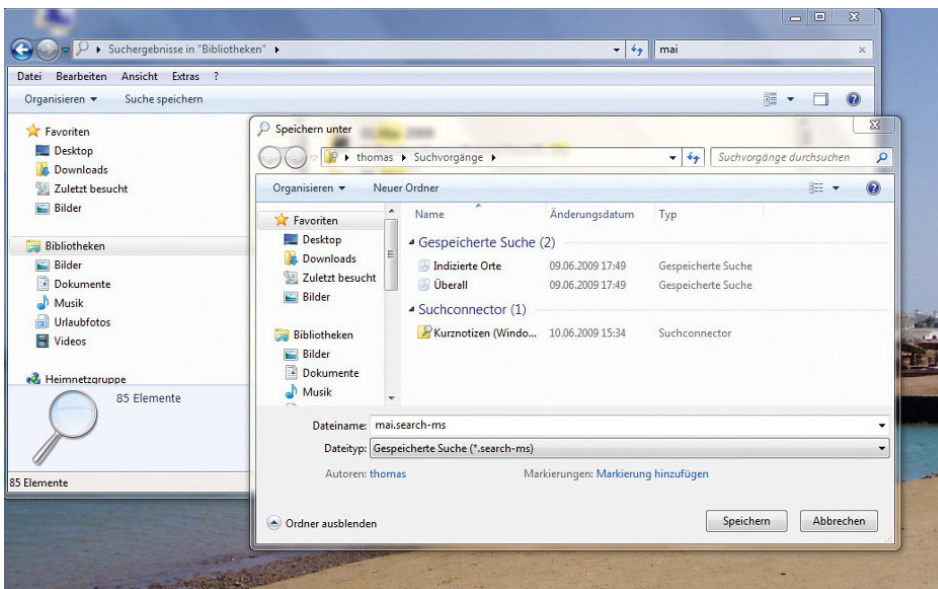 Suchergebnisse in "Bibliotheken"
mai
Datei Bearbeiten Ansicht Extras ?
Organisieren Suche speichern
Favoriten
Desktop
Downloads
Zuletzt besucht
Bilder
Bibliotheken
Bilder
Dokumente
Musik
Urlaubfotos
Videos
Heimnetzgruppe
85 Elemente
85 Elemente
Speichern unter
thomas Suchvorgänge
Suchvorgänge durchsuchen
Organisieren Neuer Ordner
Favoriten
Desktop
Downloads
Zuletzt besucht
Bilder
Bibliotheken
Bilder
Dokumente
Musik
Name Änderungsdatum Typ
Gespeicherte Suche (2)
Indizierte Orte 09.06.2009 17:49 Gespeicherte Suche
Überall 09.06.2009 17:49 Gespeicherte Suche
Suchconnector (1)
Kurznotizen (Windo... 10.06.2009 15:34 Suchconnector
Dateiname: mai.search-ms
Dateityp: Gespeicherte Suche (*.search-ms)
Autoren: thomas Markierungen: Markierung hinzufügen
Ordner ausblenden Speichern Abbrechen